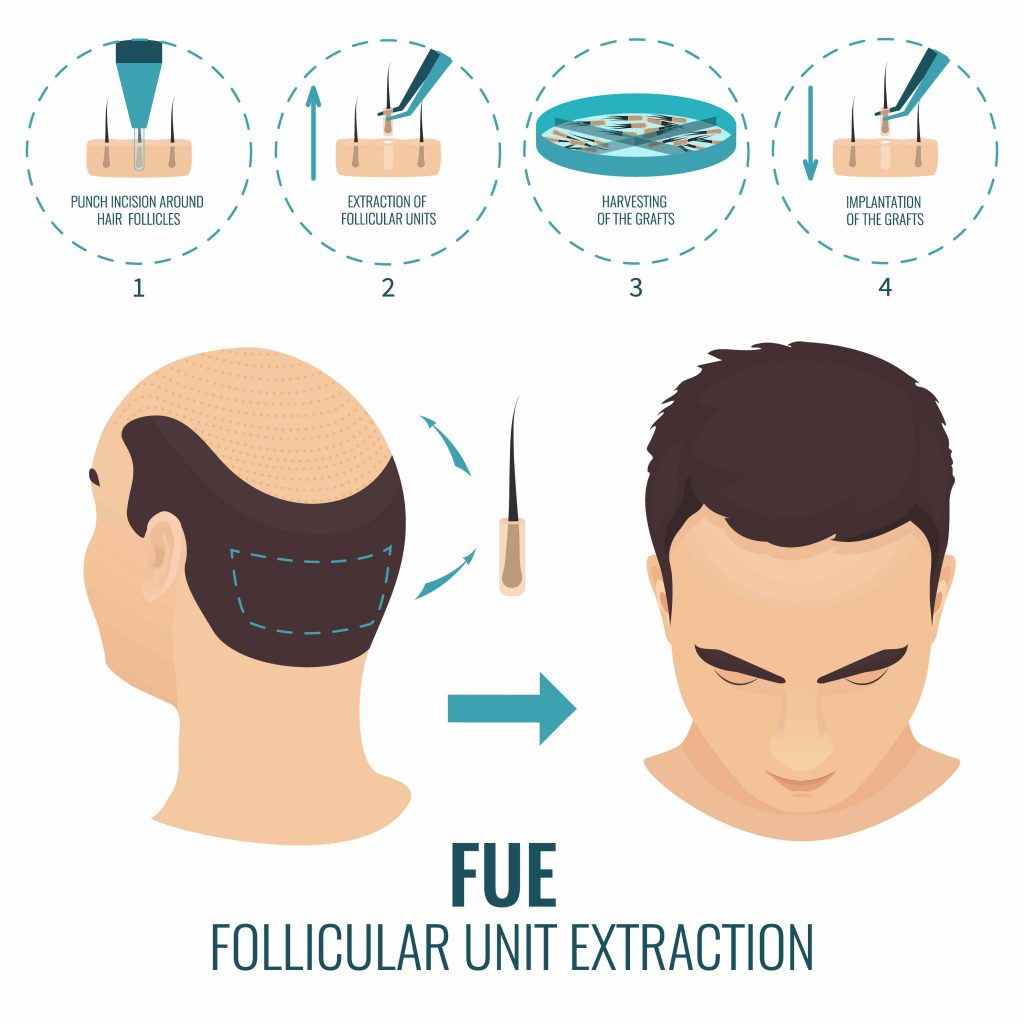 PUNCH INCISION AROUND
HAIR FOLLICLES
1
EXTRACTION OF
FOLLICULAR UNITS
2
HARVESTING
OF THE GRAFTS
3
IMPLANTATION
OF THE GRAFTS
4
FUE
FOLLICULAR UNIT EXTRACTION